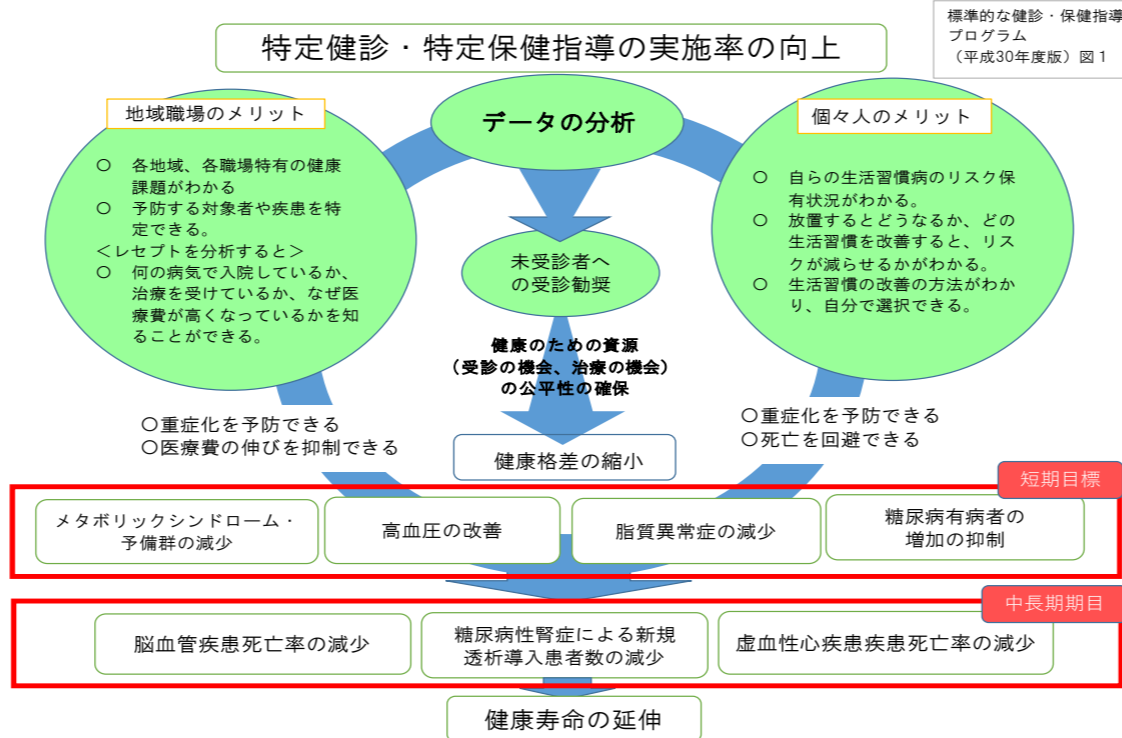 標準的な健診・保健指導
プログラム
（平成30年度版）図１
特定健診・特定保健指導の実施率の向上
地域職場のメリット
○ 各地域、各職場特有の健康
課題がわかる
○ 予防する対象者や疾患を特
定できる。
＜レセプトを分析すると＞
○ 何の病気で入院しているか、
治療を受けているか、なぜ医
療費が高くなっているかを知
ることができる。
データの分析
未受診者へ
の受診勧奨
健康のための資源
（受診の機会、治療の機会）
の公平性の確保
健康格差の縮小
個々人のメリット
○ 自らの生活習慣病のリスク保
有状況がわかる。
○ 放置するとどうなるか、どの
生活習慣を改善すると、リス
クが減らせるかがわかる。
○ 生活習慣の改善の方法がわか
り、自分で選択できる。
○重症化を予防できる
○医療費の伸びを抑制できる
○重症化を予防できる
○死亡を回避できる
短期目標
メタボリックシンドローム・
予備群の減少
高血圧の改善
脂質異常症の減少
糖尿病有病者の
増加の抑制
中長期期目
脳血管疾患死亡率の減少
糖尿病性腎症による新規
透析導入患者数の減少
虚血性心疾患疾患死亡率の減少
健康寿命の延伸